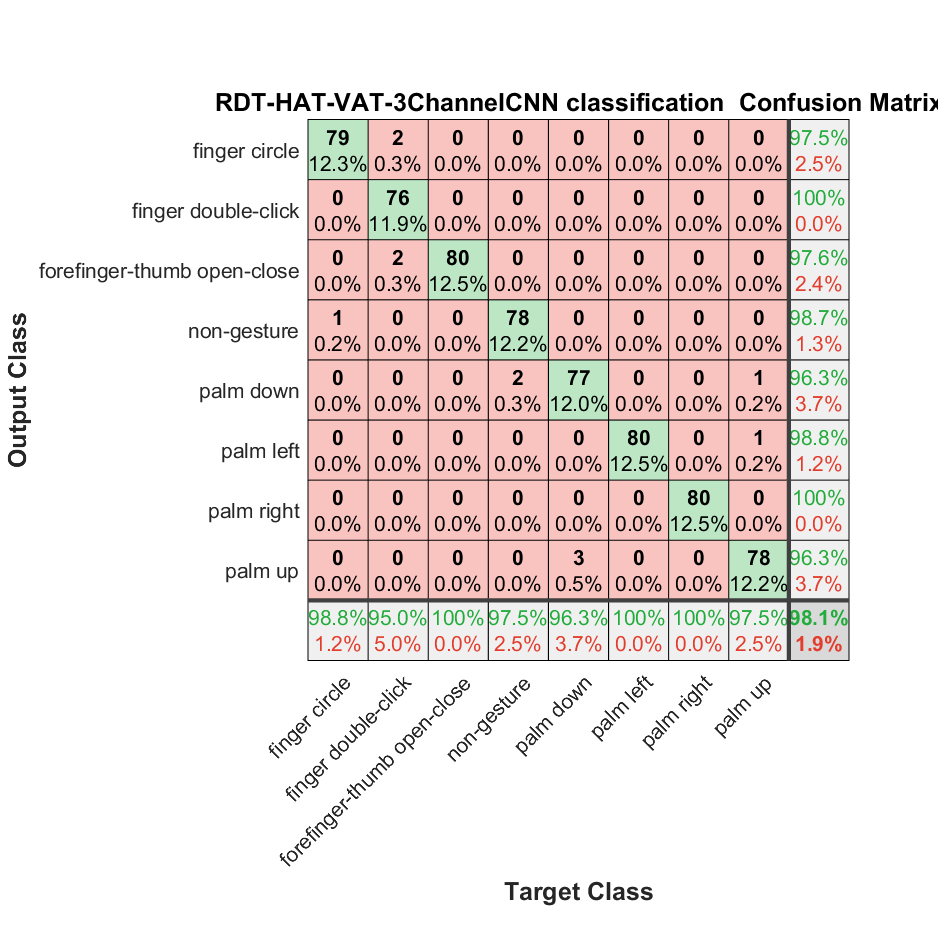 RDT-HAT-VAT-3ChannelCNN classification  Confusion Matrix
finger circle 79 2 0 0 0 0 0 0 97.5%
12.3% 0.3% 0.0% 0.0% 0.0% 0.0% 0.0% 0.0% 2.5%
finger double-click 0 76 0 0 0 0 0 0 100%
0.0% 11.9% 0.0% 0.0% 0.0% 0.0% 0.0% 0.0% 0.0%
forefinger-thumb open-close 0 2 80 0 0 0 0 0 97.6%
0.0% 0.3% 12.5% 0.0% 0.0% 0.0% 0.0% 0.0% 2.4%
non-gesture 1 0 0 78 0 0 0 0 98.7%
0.2% 0.0% 0.0% 12.2% 0.0% 0.0% 0.0% 0.0% 1.3%
palm down 0 0 0 2 77 0 0 1 96.3%
0.0% 0.0% 0.0% 0.3% 12.0% 0.0% 0.0% 0.2% 3.7%
palm left 0 0 0 0 0 80 0 1 98.8%
0.0% 0.0% 0.0% 0.0% 0.0% 12.5% 0.0% 0.2% 1.2%
palm right 0 0 0 0 0 0 80 0 100%
0.0% 0.0% 0.0% 0.0% 0.0% 0.0% 12.5% 0.0% 0.0%
palm up 0 0 0 0 3 0 0 78 96.3%
0.0% 0.0% 0.0% 0.0% 0.5% 0.0% 0.0% 12.2% 3.7%
98.8% 95.0% 100% 97.5% 96.3% 100% 100% 97.5% 98.1%
1.2% 5.0% 0.0% 2.5% 3.7% 0.0% 0.0% 2.5% 1.9%
finger circle
finger double-click
forefinger-thumb open-close
non-gesture
palm down
palm left
palm right
palm up
Output Class
Target Class